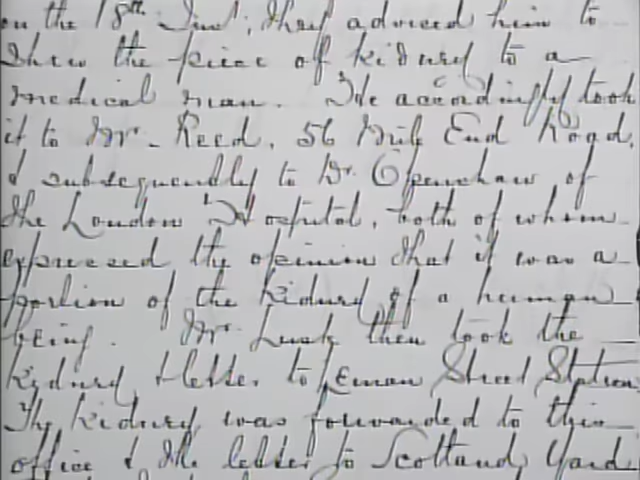 on the 18th Inst; they advised him to
shew the piece of kidney to a
medical man. He accordingly took
it to Mr. Reed, 56 Mile End Road,
& subsequently to Dr. Openshaw of
the London Hospital, both of whom
expressed the opinion that it was a
portion of the kidney of a human
being. Mr. Lusk then took the
kidney & letter to Leman Street Station
The kidney was forwarded to this
office & the letter to Scotland Yard